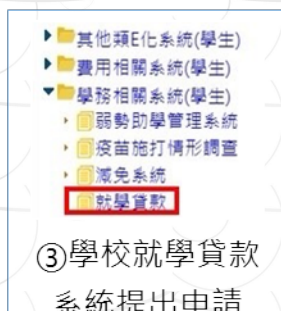 其他類E化系統(學生)
費用相關系統(學生)
學務相關系統(學生)
弱勢助學管理系統
疫苗施打情形調查
減免系統
就學貸款
③學校就學貸款
系統提出申請